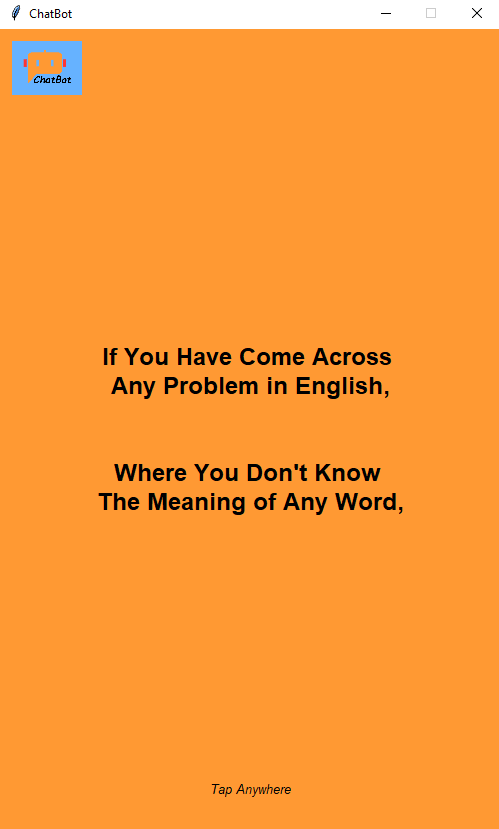 ChatBot
ChatBot
If You Have Come Across
Any Problem in English,
Where You Don't Know
The Meaning of Any Word,
Tap Anywhere